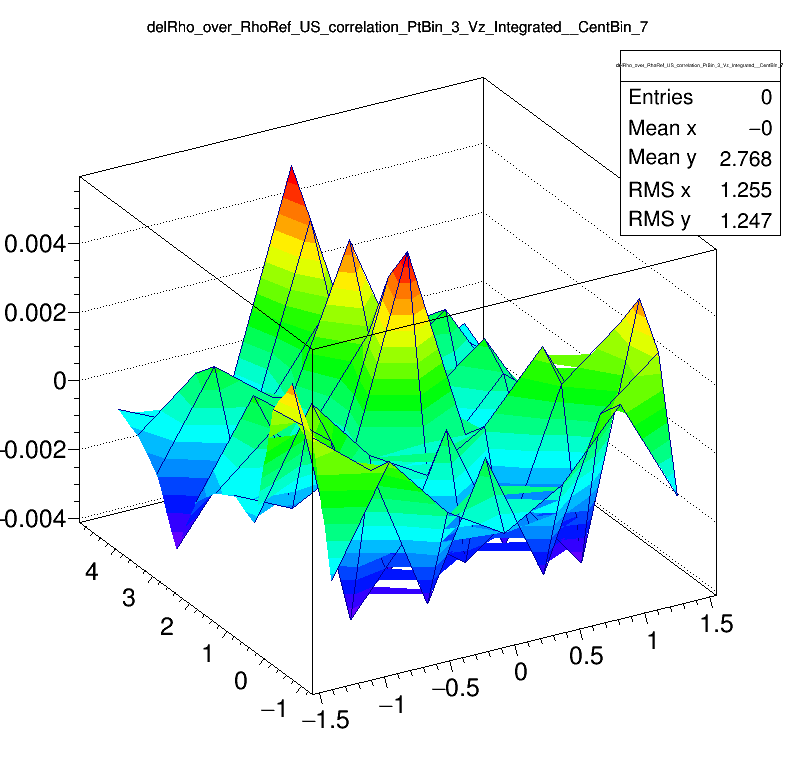 delRho_over_RhoRef_US_correlation_PtBin_3_Vz_Integrated__CentBin_7
delRho_over_RhoRef_US_correlation_PtBin_3_Vz_Integrated__CentBin_7
Entries 0
Mean x −0
Mean y 2.768
RMS x 1.255
RMS y 1.247
0.004
0.002
0
−0.002
−0.004
4
3
2
1
0
−1
−1.5
−1
−0.5
0
0.5
1
1.5